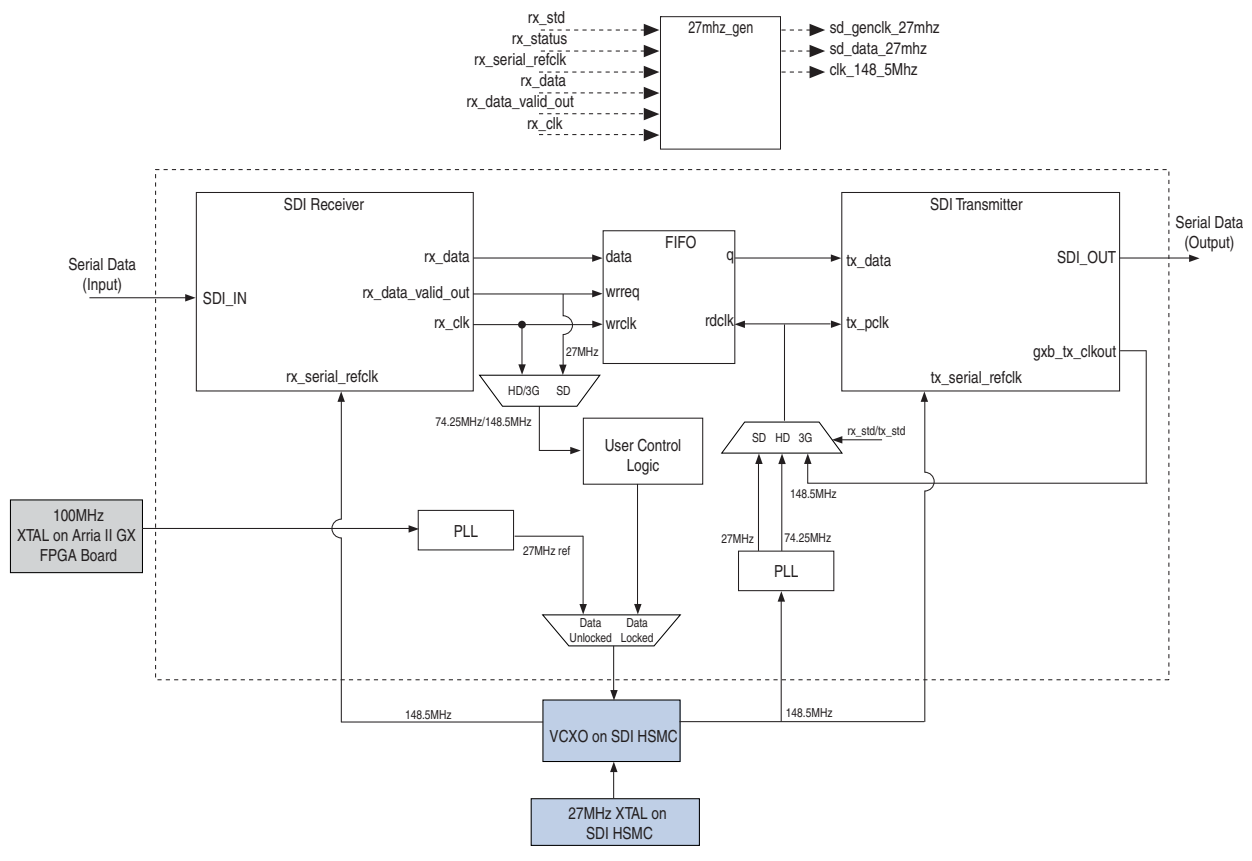 rx_std
rx_status
rx_serial_refclk
rx_data
rx_data_valid_out
rx_clk
27mhz_gen
sd_genclk_27mhz
sd_data_27mhz
clk_148_5Mhz
SDI Receiver
Serial Data
(Input)
SDI_IN
rx_data
rx_data_valid_out
rx_clk
rx_serial_refclk
FIFO
data
wrreq
wrclk
q
rdclk
SDI Transmitter
tx_data
tx_pclk
SDI_OUT
gxb_tx_clkout
tx_serial_refclk
Serial Data
(Output)
27MHz
HD/3G SD
74.25MHz/148.5MHz
User Control
Logic
SD HD 3G
rx_std/tx_std
148.5MHz
27MHz
74.25MHz
PLL
100MHz
XTAL on Arria II GX
FPGA Board
PLL
27MHz ref
Data
Unlocked
Data
Locked
148.5MHz
VCXO on SDI HSMC
148.5MHz
27MHz XTAL on
SDI HSMC